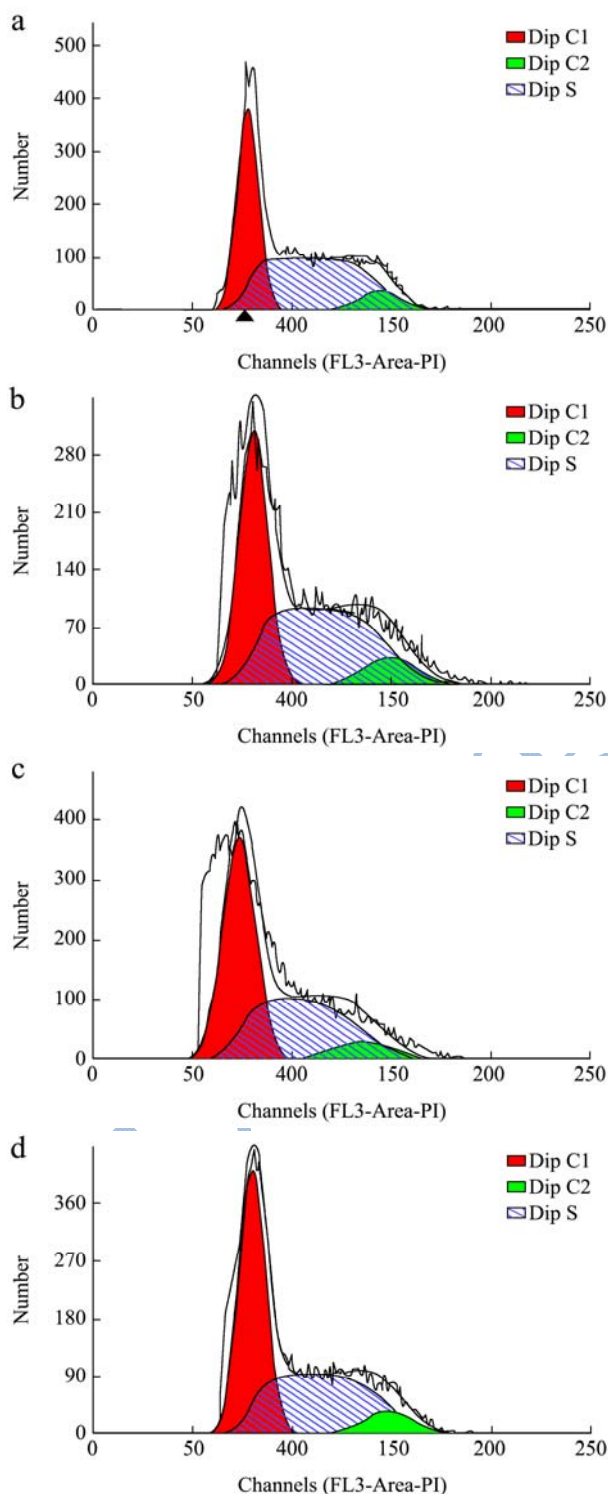 a
500
400
300
200
100
0
Number
Dip C1
Dip C2
Dip S
0 50 400 150 200 250
Channels (FL3-Area-PI)
b
280
210
140
70
0
Number
Dip C1
Dip C2
Dip S
0 50 400 150 200 250
Channels (FL3-Area-PI)
c
400
300
200
100
0
Number
Dip C1
Dip C2
Dip S
0 50 400 150 200 250
Channels (FL3-Area-PI)
d
360
270
180
90
0
Number
Dip C1
Dip C2
Dip S
0 50 400 150 200 250
Channels (FL3-Area-PI)